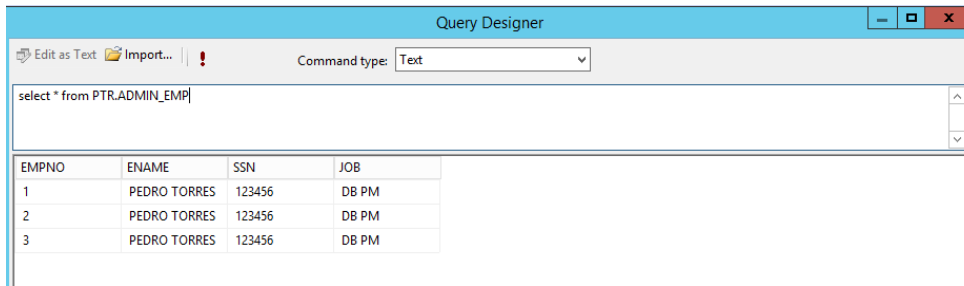 Query Designer
Edit as Text Import... ! Command type: Text
select * from PTR.ADMIN_EMP
EMPNO ENAME SSN JOB
1 PEDRO TORRES 123456 DB PM
2 PEDRO TORRES 123456 DB PM
3 PEDRO TORRES 123456 DB PM